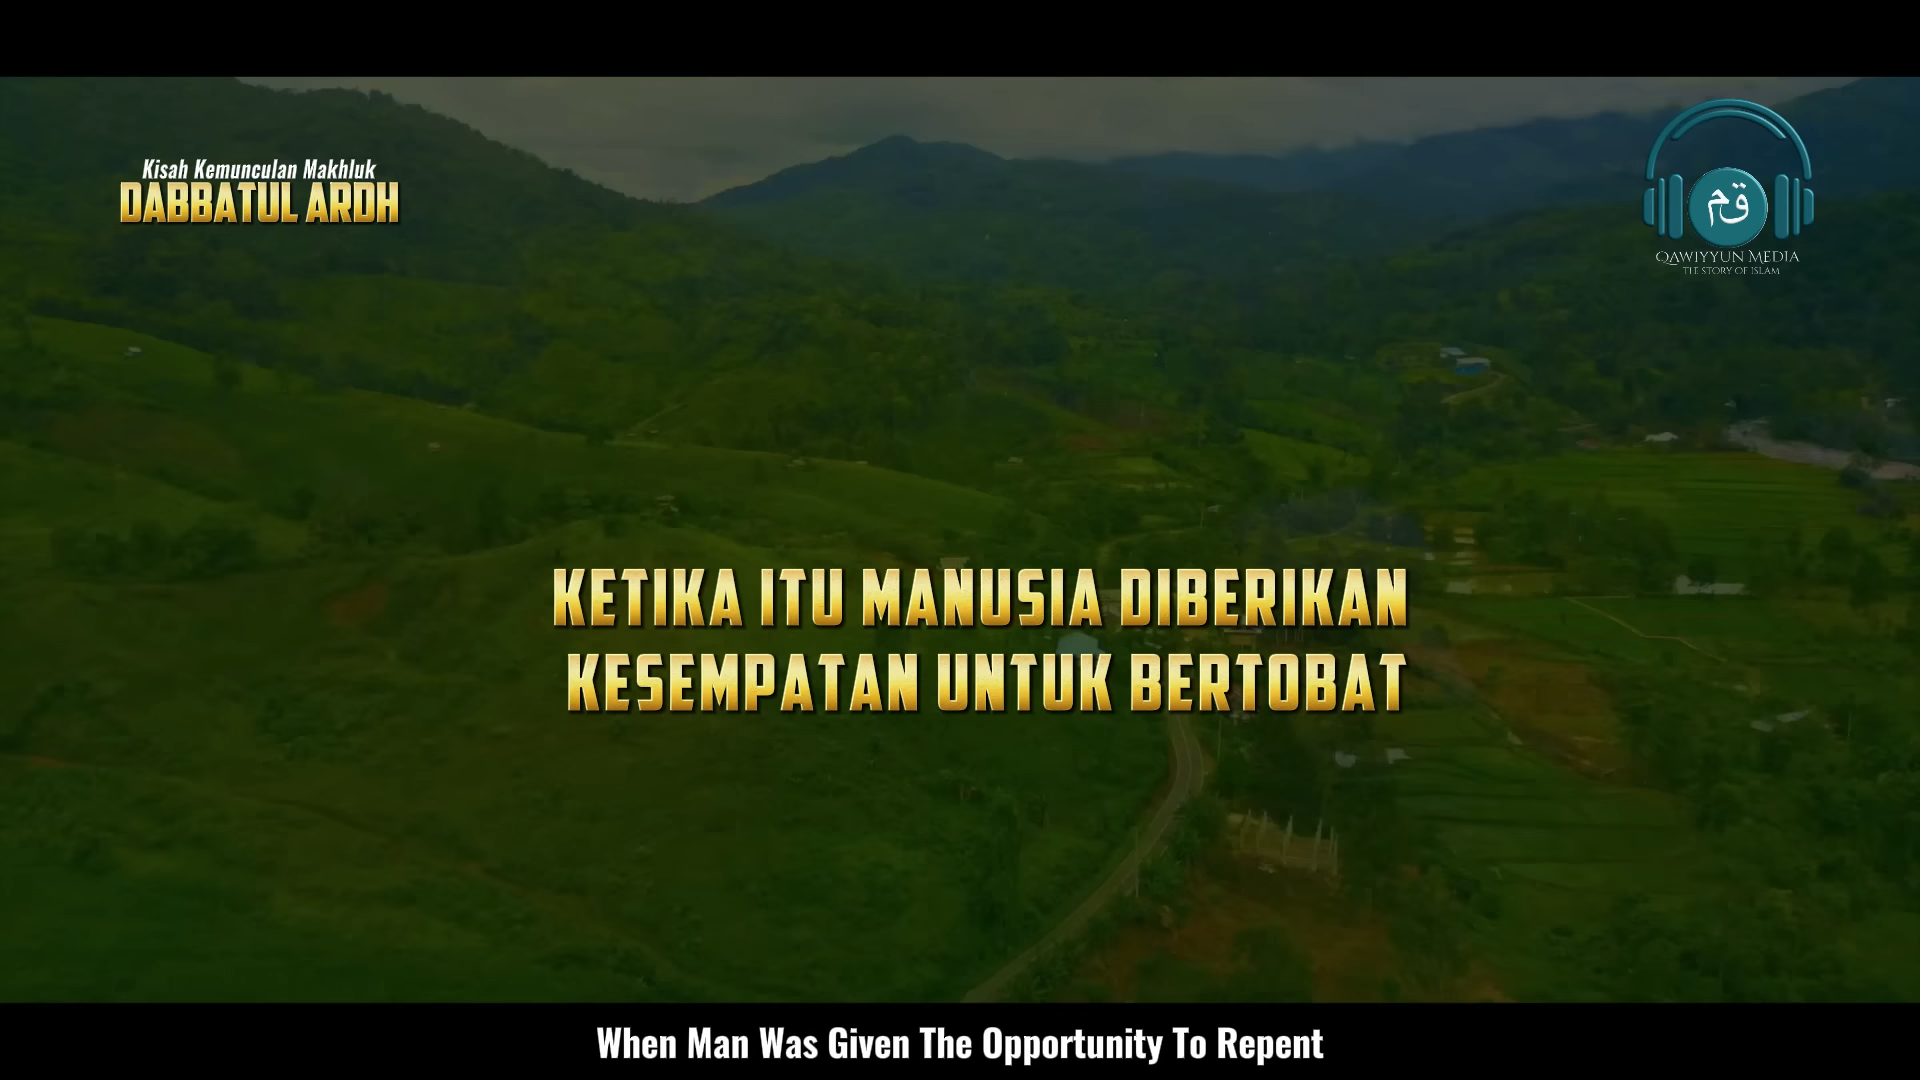 Kisah Kemunculan Makhluk
DABBATUL ARDH
قم
QAWIYYUN MEDIA
THE STORY OF ISLAM
KETIKA ITU MANUSIA DIBERIKAN
KESEMPATAN UNTUK BERTOBAT
When Man Was Given The Opportunity To Repent